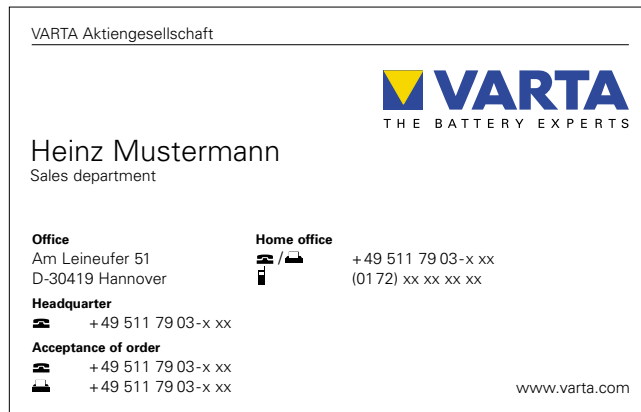 VARTA Aktiengesellschaft
VARTA
THE BATTERY EXPERTS
Heinz Mustermann
Sales department
Office
Am Leineufer 51
D-30419 Hannover
Headquarter
+49 511 79 03-x xx
Acceptance of order
+49 511 79 03-x xx
+49 511 79 03-x xx
Home office
/ +49 511 79 03-x xx
(01 72) xx xx xx xx
www.varta.com